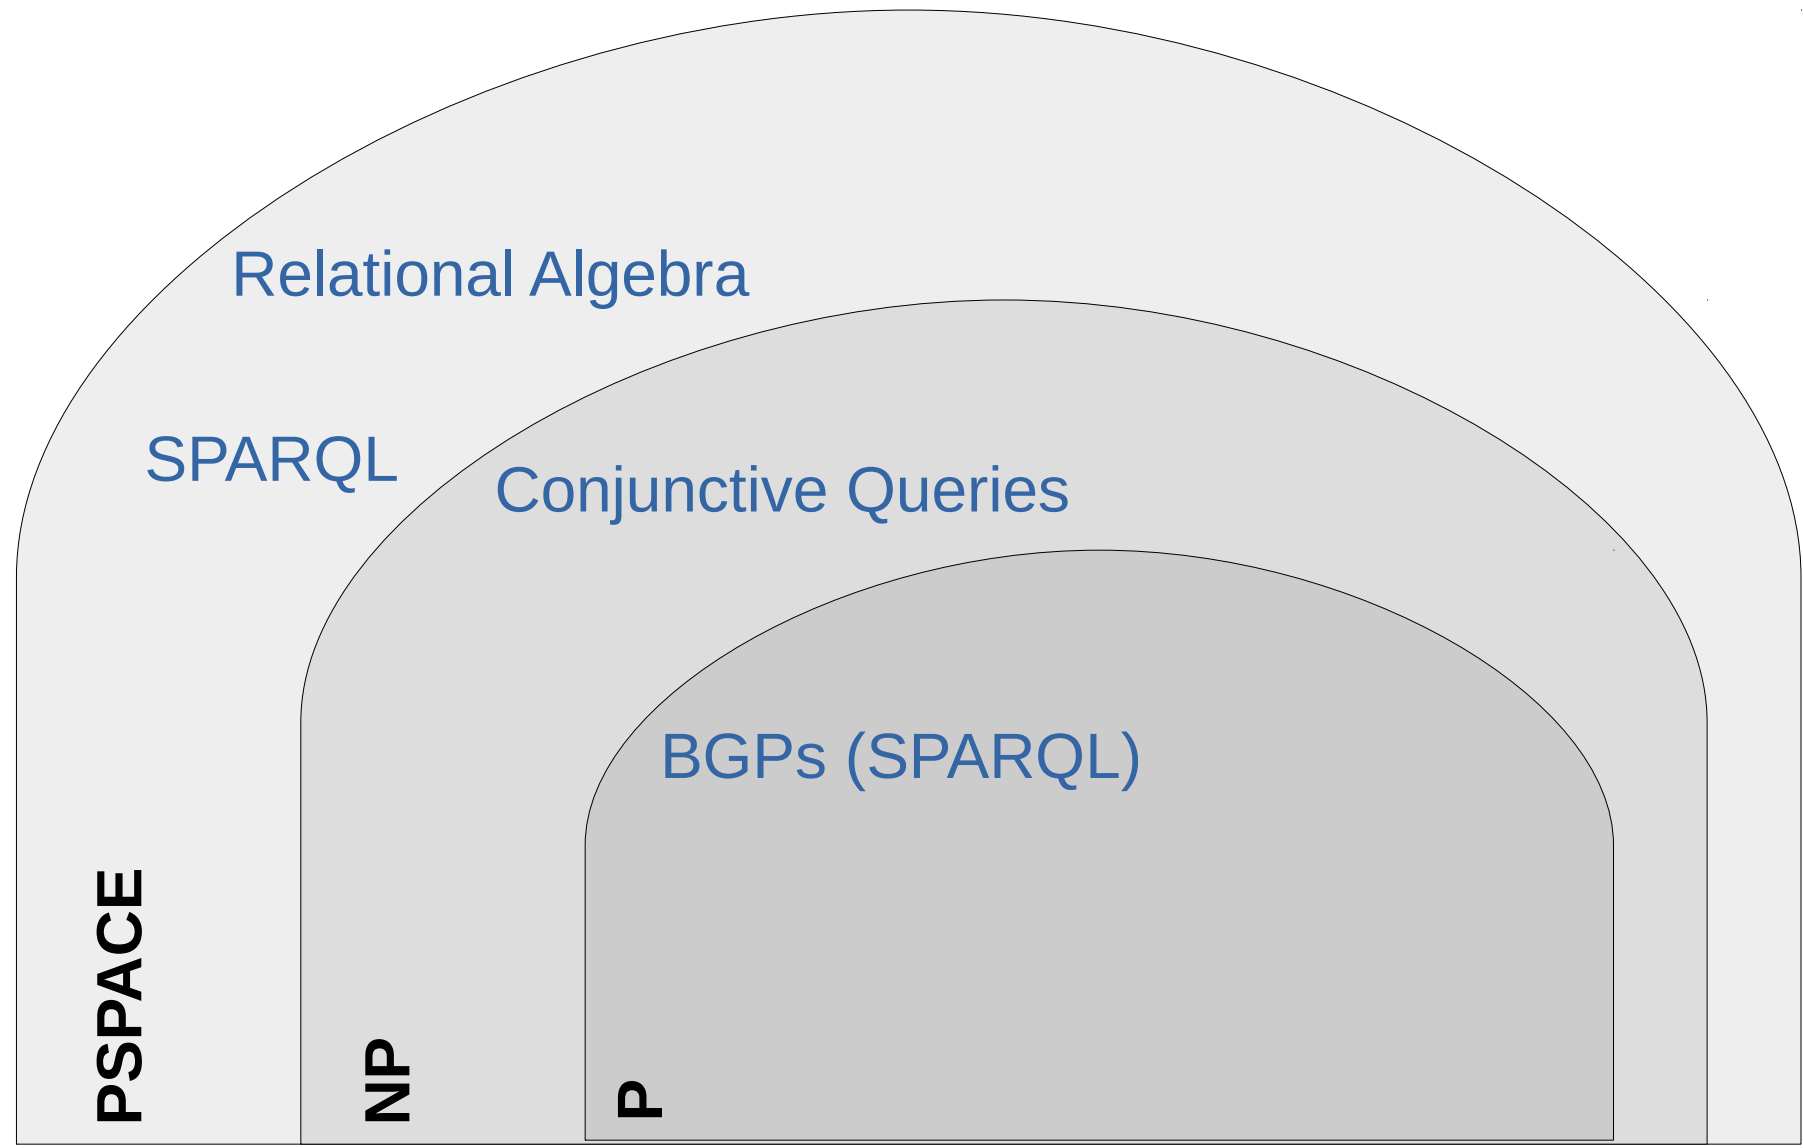 Relational Algebra
SPARQL
Conjunctive Queries
BGPs (SPARQL)
PSPACE
NP
P